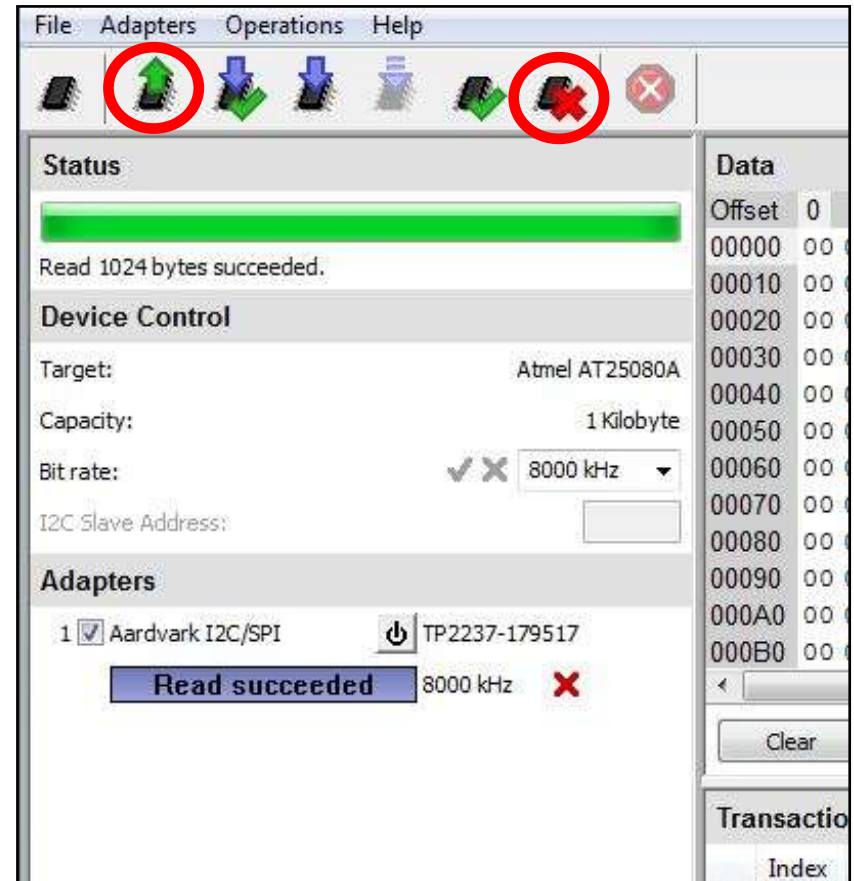 File Adapters Operations Help
Status
Read 1024 bytes succeeded.
Device Control
Target: Atmel AT25080A
Capacity: 1 Kilobyte
Bit rate: 8000 kHz
I2C Slave Address:
Adapters
1 Aardvark I2C/SPI TP2237-179517
Read succeeded 8000 kHz
Data
Offset 0
00000 00
00010 00
00020 00
00030 00
00040 00
00050 00
00060 00
00070 00
00080 00
00090 00
000A0 00
000B0 00
Clear
Transactio
Index